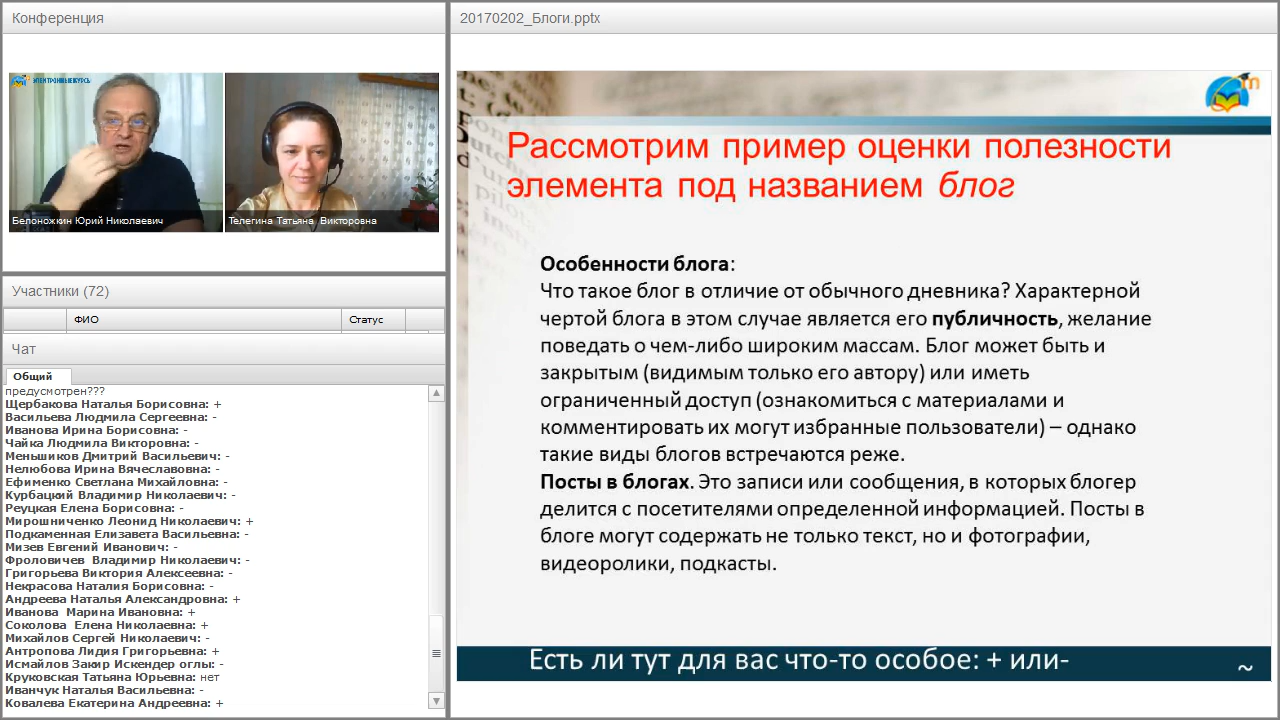 Конференция
ЭЛЕКТРОННЫЕ КУРСЫ
Белоножкин Юрий Николаевич
Телегина Татьяна Викторовна
Участники (72)
ФИО
Статус
Чат
Общий
предусмотрен???
Щербакова Наталья Борисовна: +
Васильева Людмила Сергеевна: -
Иванова Ирина Борисовна: -
Чайка Людмила Викторовна: -
Меньшиков Дмитрий Васильевич: -
Нелюбова Ирина Вячеславовна: -
Ефименко Светлана Михайловна: -
Курбацкий Владимир Николаевич: -
Реуцкая Елена Борисовна: -
Мирошниченко Леонид Николаевич: +
Подкаменная Елизавета Васильевна: -
Мизев Евгений Иванович: -
Фроловичев Владимир Николаевич: -
Григорьева Виктория Алексеевна: -
Некрасова Наталия Борисовна: -
Андреева Наталья Александровна: +
Иванова Марина Ивановна: +
Соколова Елена Николаевна: +
Михайлов Сергей Николаевич: -
Антропова Лидия Григорьевна: +
Исмайлов Закир Искендер оглы: -
Круковская Татьяна Юрьевна: нет
Иванчук Наталья Васильевна: -
Ковалева Екатерина Андреевна: +
20170202_Блоги.pptx
Рассмотрим пример оценки полезности
элемента под названием блог
Особенности блога:
Что такое блог в отличие от обычного дневника? Характерной
чертой блога в этом случае является его публичность, желание
поведать о чем-либо широким массам. Блог может быть и
закрытым (видимым только его автору) или иметь
ограниченный доступ (ознакомиться с материалами и
комментировать их могут избранные пользователи) – однако
такие виды блогов встречаются реже.
Посты в блогах. Это записи или сообщения, в которых блогер
делится с посетителями определенной информацией. Посты в
блоге могут содержать не только текст, но и фотографии,
видеоролики, подкасты.
Есть ли тут для вас что-то особое: + или-
~